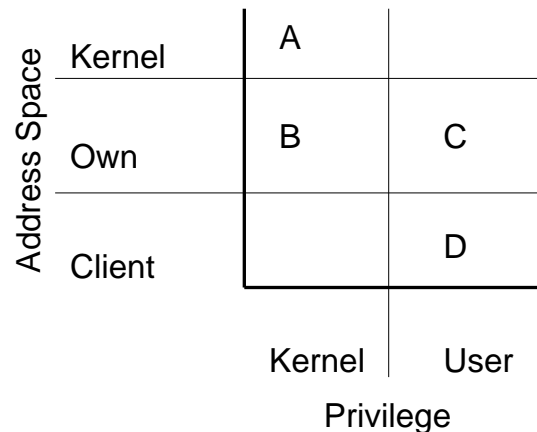 Address Space
Kernel A
Own B C
Client D
Kernel User
Privilege